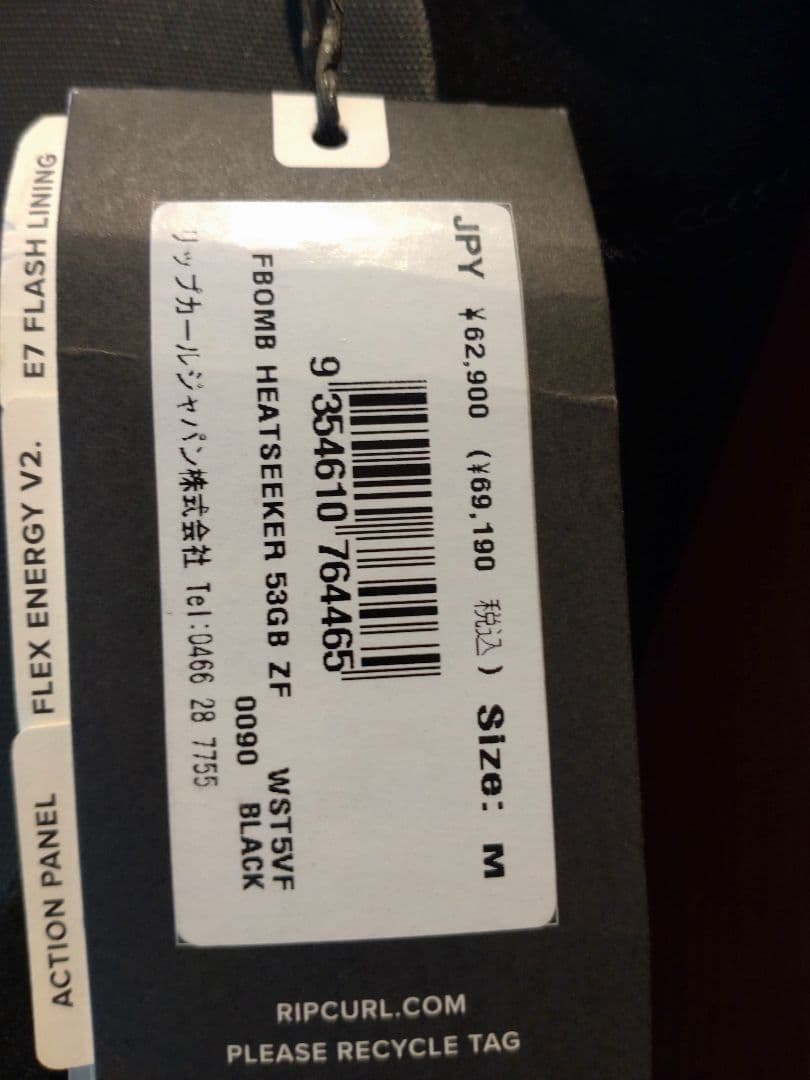 JPY ¥62,900 (¥69,190 税込) Size: M
9 354610 764465
FBOMB HEATSEEKER 53GB ZF WST5VF
0090 BLACK
リップカールジャパン株式会社 Tel:0466 28 7755
E7 FLASH LINING
FLEX ENERGY V2.
ACTION PANEL
RIPCURL.COM
PLEASE RECYCLE TAG